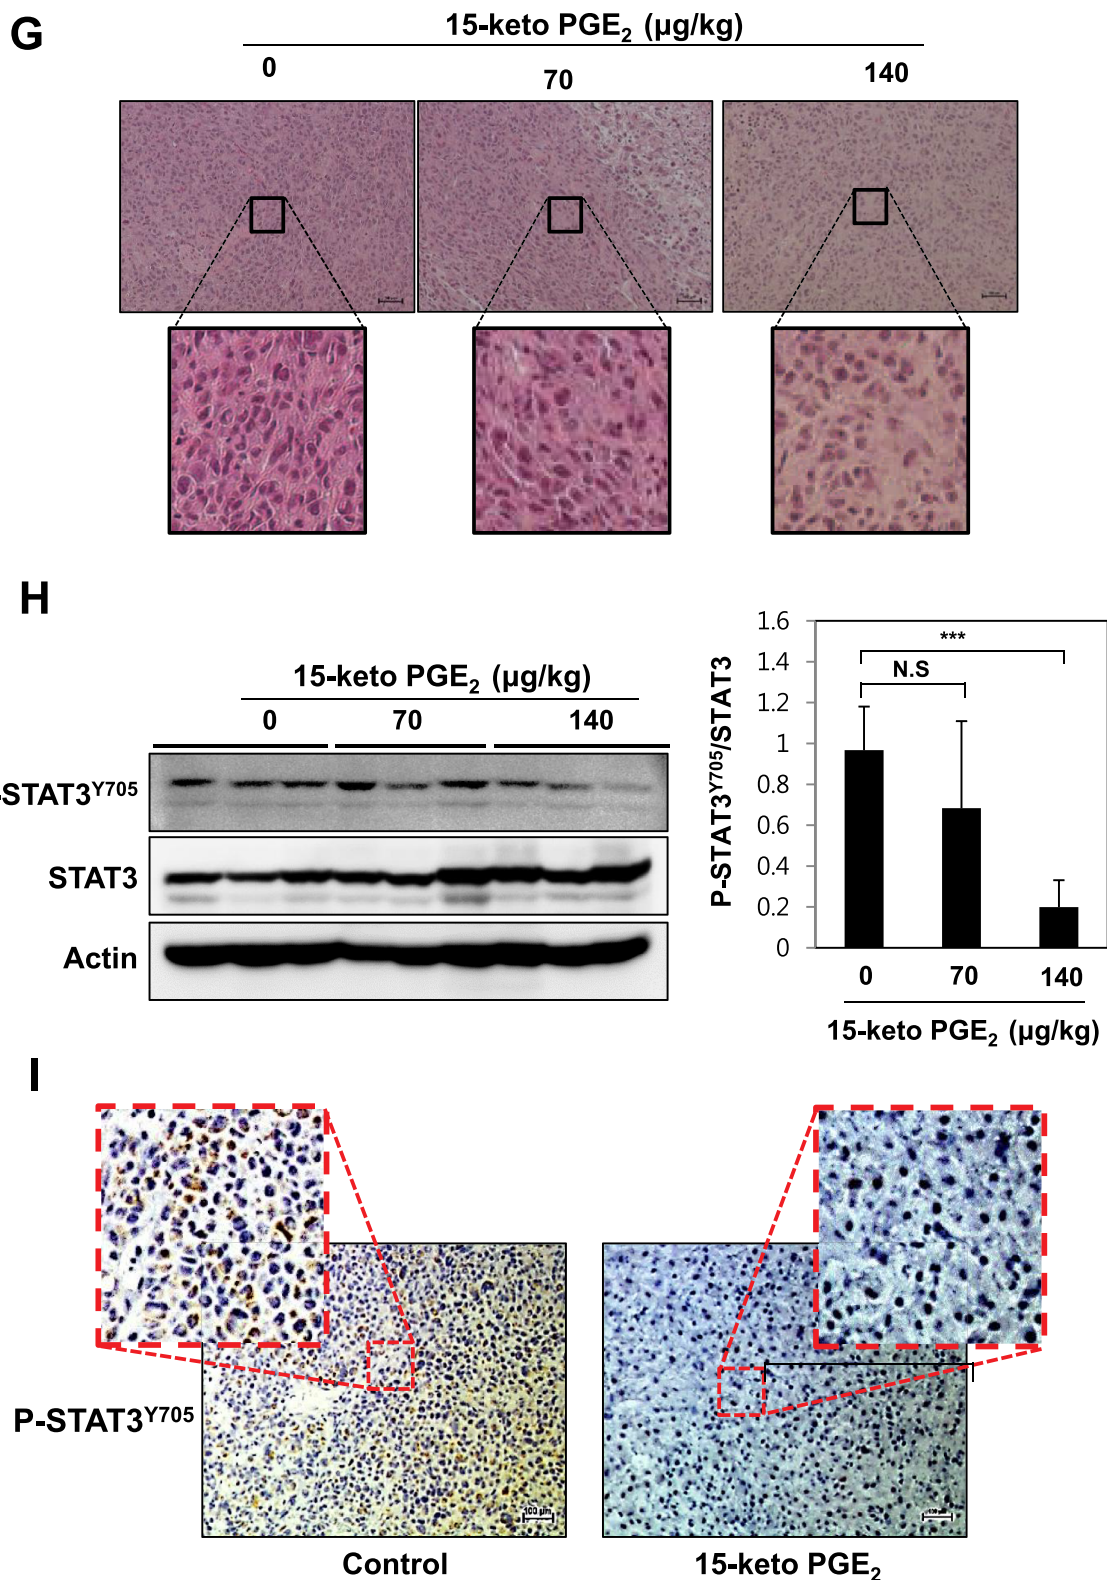 G
15-keto PGE₂ (μg/kg)
0 70 140
H
15-keto PGE₂ (μg/kg)
0 70 140
-STAT3Y705
STAT3
Actin
P-STAT3Y705/STAT3
1.6
1.4
1.2
1
0.8
0.6
0.4
0.2
0
***
N.S
0 70 140
15-keto PGE₂ (μg/kg)
I
P-STAT3Y705
100 μm
Control
15-keto PGE₂